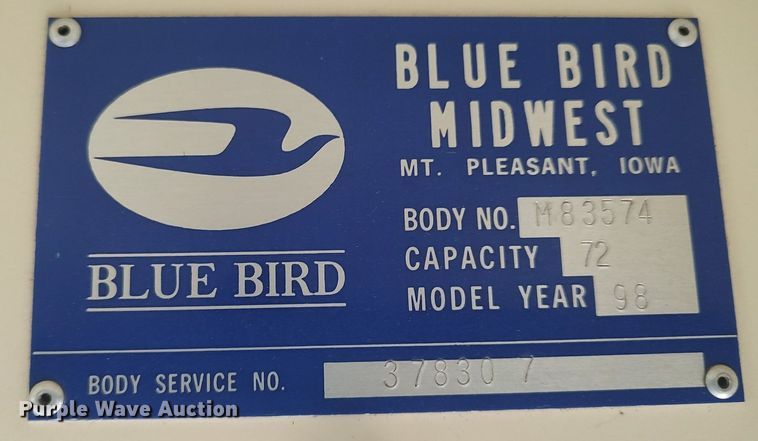 BLUE BIRD
MIDWEST
MT. PLEASANT, IOWA
BODY NO. M83574
CAPACITY 72
MODEL YEAR 98
BLUE BIRD
BODY SERVICE NO. 37830 7
Purple Wave Auction